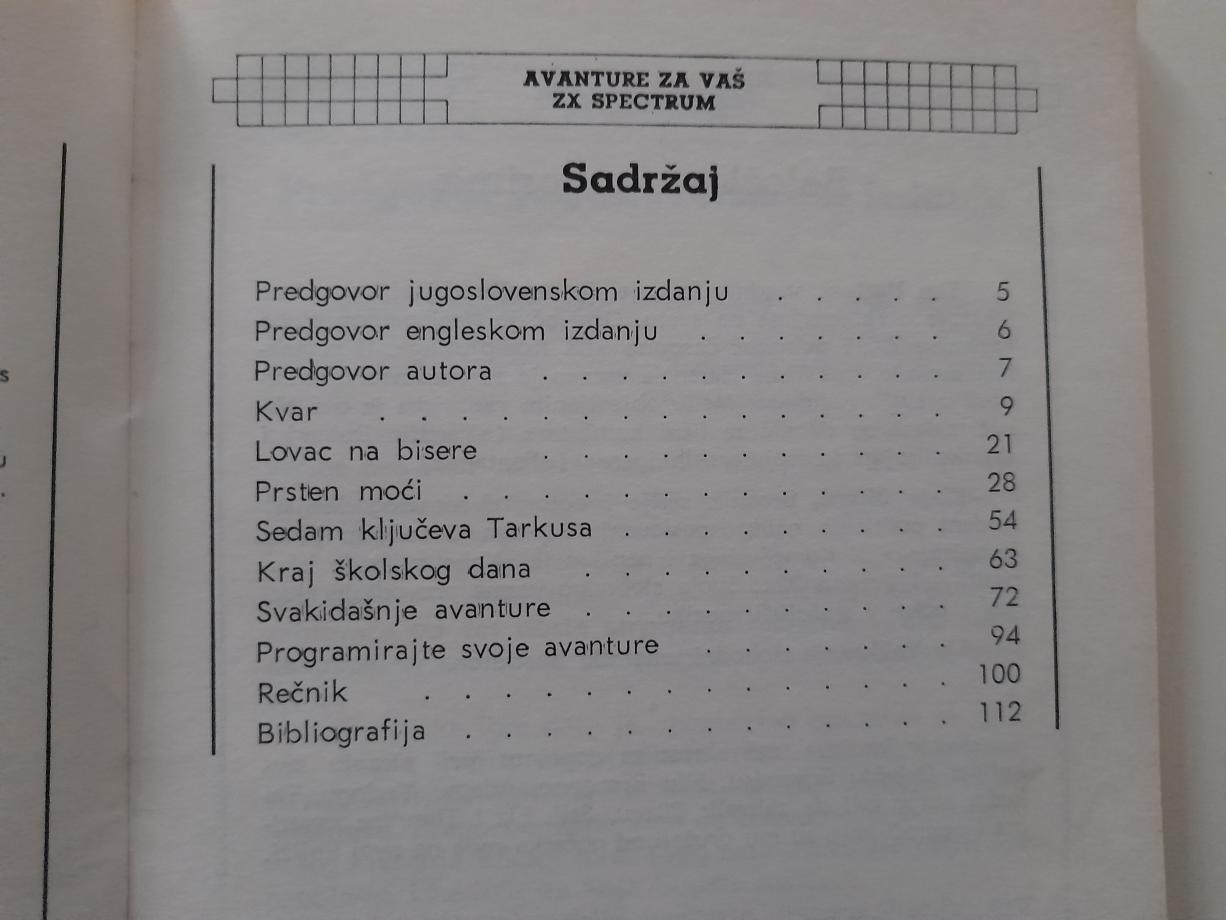 AVANTURE ZA VAŠ
ZX SPECTRUM
Sadržaj
Predgovor jugoslovenskom izdanju . . . . . 5
Predgovor engleskom izdanju . . . . . . . 6
Predgovor autora . . . . . . . . . . . 7
Kvar . . . . . . . . . . . . . . . 9
Lovac na bisere . . . . . . . . . . . 21
Prsten moći . . . . . . . . . . . . . 28
Sedam ključeva Tarkusa . . . . . . . . . 54
Kraj školskog dana . . . . . . . . . . 63
Svakidašnje avanture . . . . . . . . . . 72
Programirajte svoje avanture . . . . . . . 94
Rečnik . . . . . . . . . . . . . . 100
Bibliografija . . . . . . . . . . . . . 112